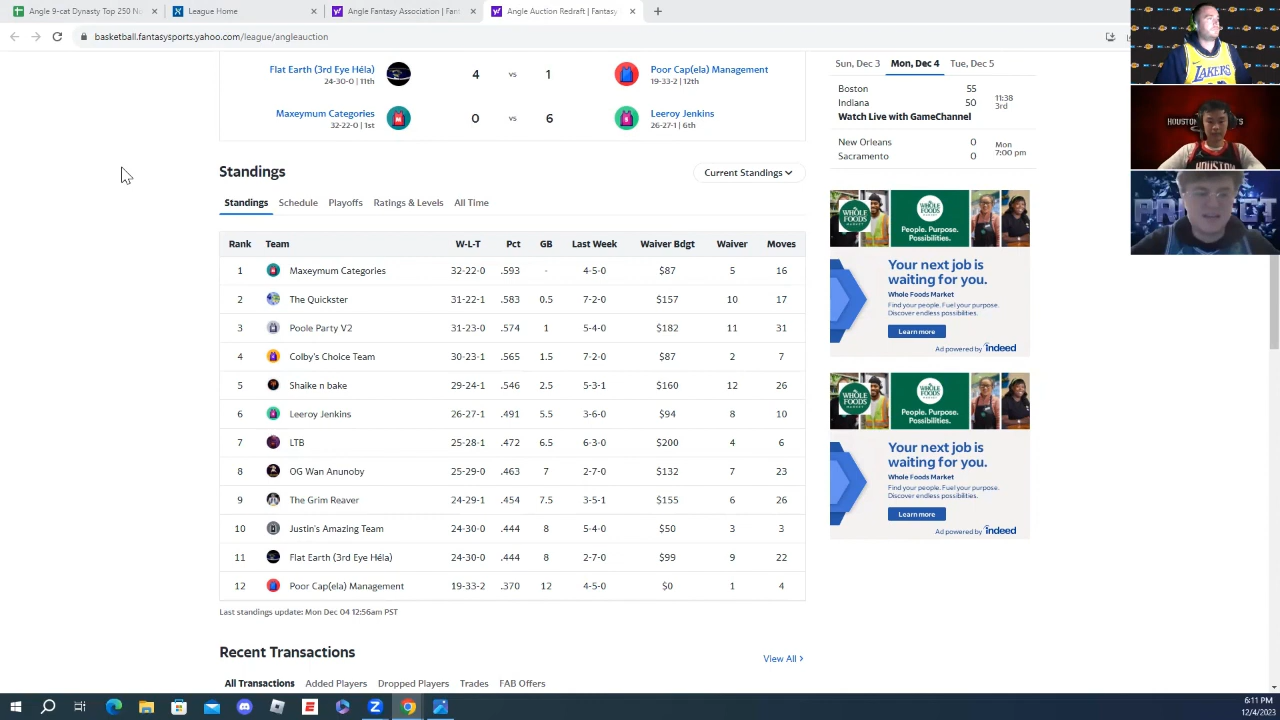 Angle 9-cat Dynasty Top 250 N
League Home
Angle Fantasy Association | Fan
Angle Auction Redraft | Fantasy
basketball.fantasysports.yahoo.com/league/angleauction
Flat Earth (3rd Eye Héla) 4 vs 1 Poor Cap(ela) Management
24-30-0 | 11th 19-33-2 | 12th
Maxeymum Categories 0 vs 6 Leeroy Jenkins
32-22-0 | 1st 26-27-1 | 6th
Standings Current Standings
Standings Schedule Playoffs Ratings & Levels All Time
Rank Team W-L-T Pct GB Last Week Waiver Bdgt Waiver Moves
1 Maxeymum Categories 32-22-0 .593 - 4-5-0 $87 5 16
The Quickster 31-22-1 .583 0.5 7-2-0 $157 10 17
3 Poole Party V2 31-23-0 .574 1 5-4-0 $182 11 31
4 Coby's Choice Team 30-23-1 .565 1.5 7-2-0 $87 2 7
5 Shake n bake 29-24-1 .546 2.5 5-3-1 $160 12 26
6 Leeroy Jenkins 26-27-1 .491 5.5 3-6-0 $94 8 10
7 LTB 25-28-1 .472 6.5 6-3-0 $200 4 6
OG Wan Anunoby 25-29-0 .463 7 2-7-0 $132 7 23
9 The Grim Reaver 24-29-1 .454 7.5 3-5-1 $155 6 26
10 Justin's Amazing Team 24-30-0 .444 8 5-4-0 $50 3 3
11 Flat Earth (3rd Eye Héla) 24-30-0 .444 8 2-7-0 $99 9 22
12 Poor Cap(ela) Management 19-33-2 .370 12 4-5-0 $0 1 4
Last standings update: Mon Dec 04 12:56am PST
Recent Transactions View All
All Transactions Added Players Dropped Players Trades FAB Offers
Sun, Dec 3 Mon, Dec 4 Tue, Dec 5
Boston 55 11:38
Indiana 50 3rd
Watch Live with GameChannel
New Orleans 0 Mon
Sacramento 0 7:00 pm
WHOLE FOODS MARKET
People. Purpose.
Possibilities.
Your next job is
waiting for you.
Whole Foods Market
Find your people. Fuel your purpose.
Discover endless possibilities.
Learn more
Ad powered by indeed
WHOLE FOODS MARKET
People. Purpose.
Possibilities.
Your next job is
waiting for you.
Whole Foods Market
Find your people. Fuel your purpose.
Discover endless possibilities.
Learn more
Ad powered by indeed
LAKERS
HOUSTON
6:11 PM
12/4/2023